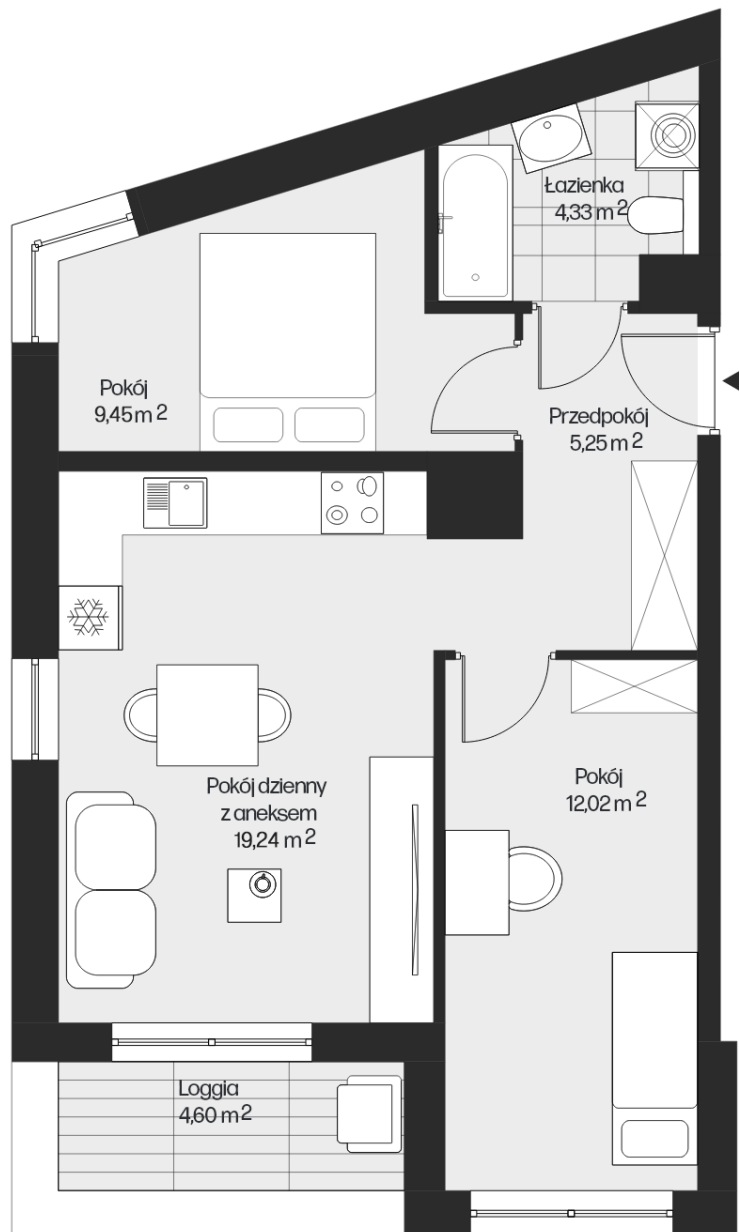 Łazienka
4,33 m2
Pokój
9,45 m2
Przedpokój
5,25 m2
Pokój dzienny
z aneksem
19,24 m2
Pokój
12,02 m2
Loggia
4,60 m2